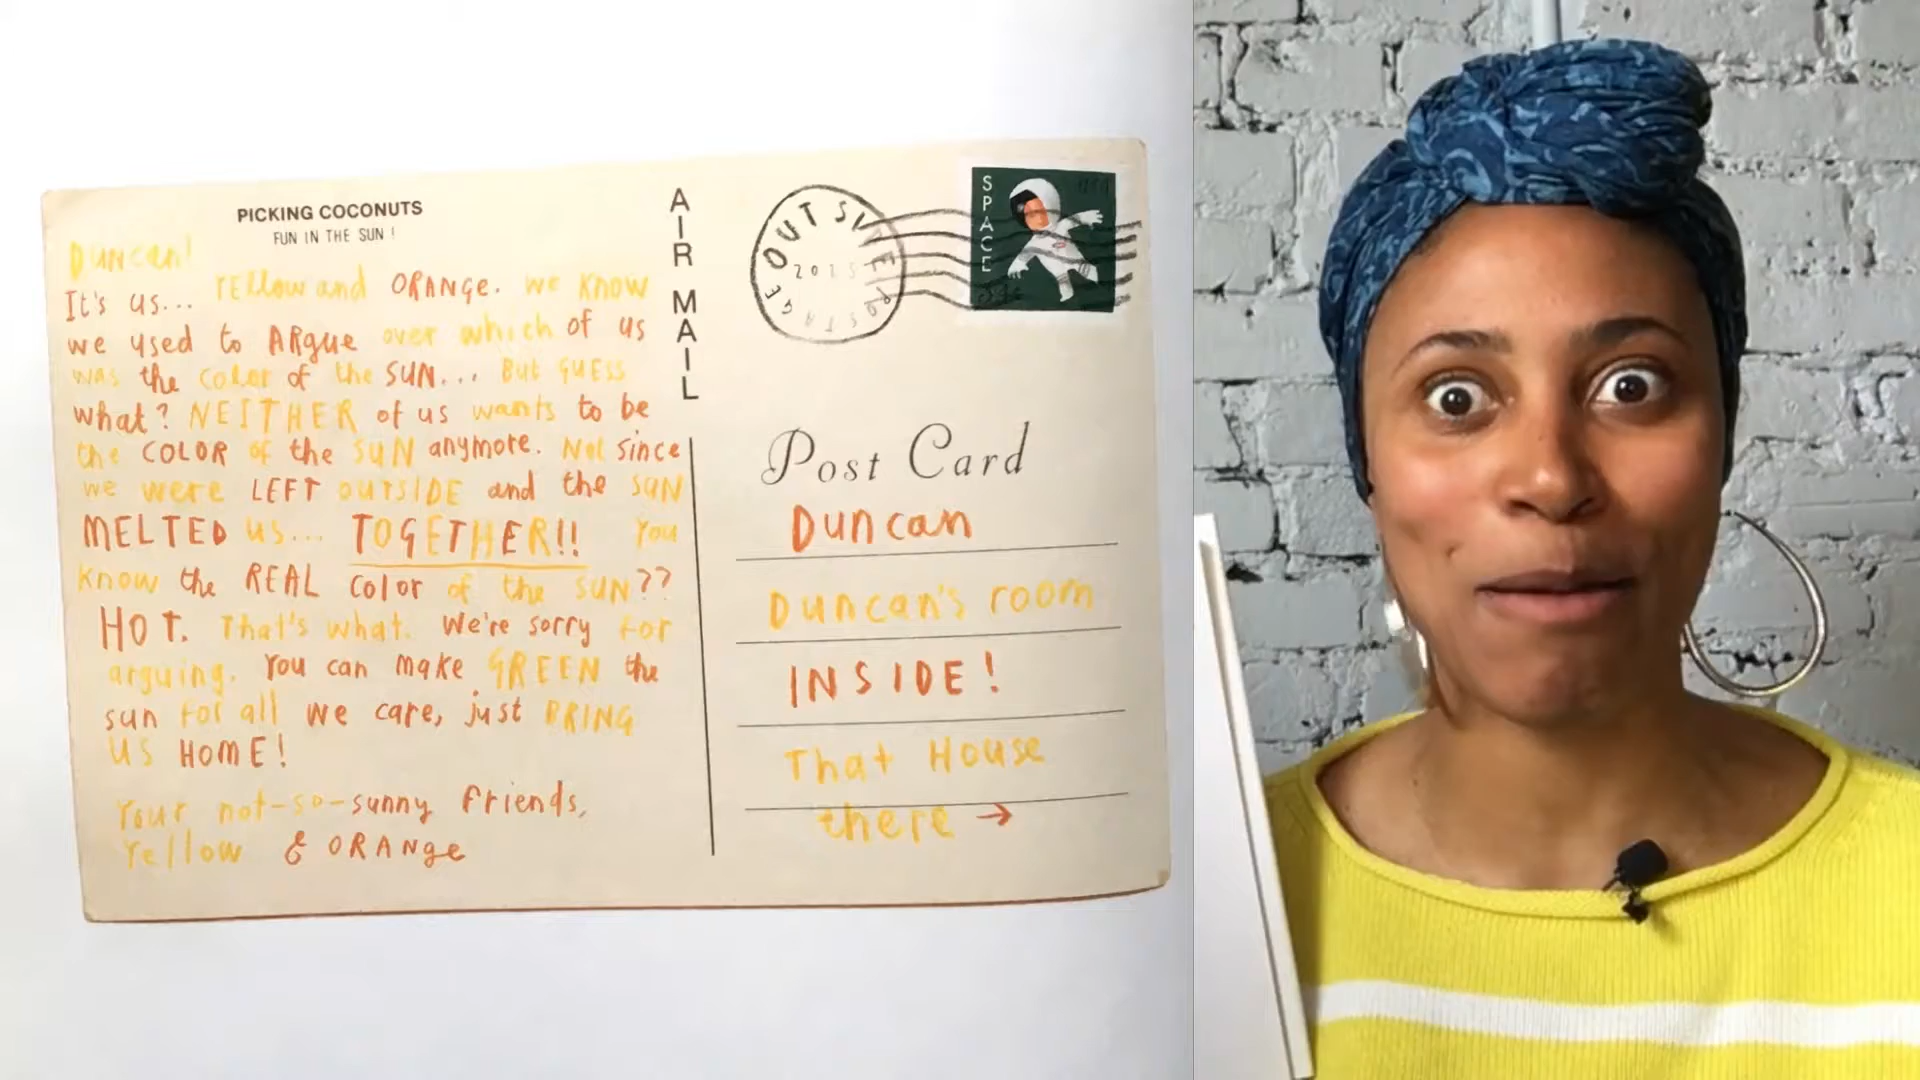 PICKING COCONUTS
FUN IN THE SUN !
Duncan!
It's us... Yellow and ORANGE. We know
we used to ARgue over which of us
was the color of the SUN... But GUESS
what? NEITHER of us wants to be
the COLOR of the SUN anymore. Not since
we were LEFT OUTSIDE and the sun
MELTED us... TOGETHER!! You
know the REAL color of the SUN??
HOT. That's what. We're sorry for
arguing. You can make GREEN the
sun for all we care, just BRING
US HOME!
Your not-so-sunny friends,
Yellow & ORANge
AIR MAIL
OUTSIDE POSTAGE
2015
SPACE
Post Card
Duncan
Duncan's room
INSIDE!
That House
there →